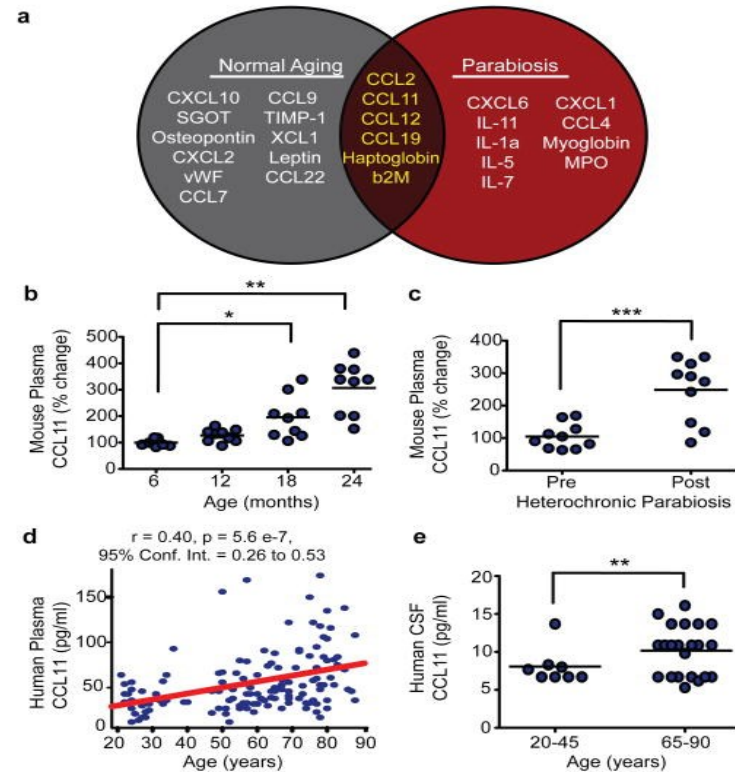 a
Normal Aging
CXCL10
SGOT
Osteopontin
CXCL2
vWF
CCL7
CCL9
TIMP-1
XCL1
Leptin
CCL22
CCL2
CCL11
CCL12
CCL19
Haptoglobin
b2M
Parabiosis
CXCL6
IL-11
IL-1a
IL-5
IL-7
CXCL1
CCL4
Myoglobin
MPO
b
**
*
Mouse Plasma
CCL11 (% change)
500
400
300
200
100
0
6 12 18 24
Age (months)
c
***
Mouse Plasma
CCL11 (% change)
400
300
200
100
0
Pre Post
Heterochronic Parabiosis
d
r = 0.40, p = 5.6 e-7,
95% Conf. Int. = 0.26 to 0.53
Human Plasma
CCL11 (pg/ml)
150
100
50
0
20 30 40 50 60 70 80 90
Age (years)
e
**
Human CSF
CCL11 (pg/ml)
20
15
10
5
0
20-45 65-90
Age (years)